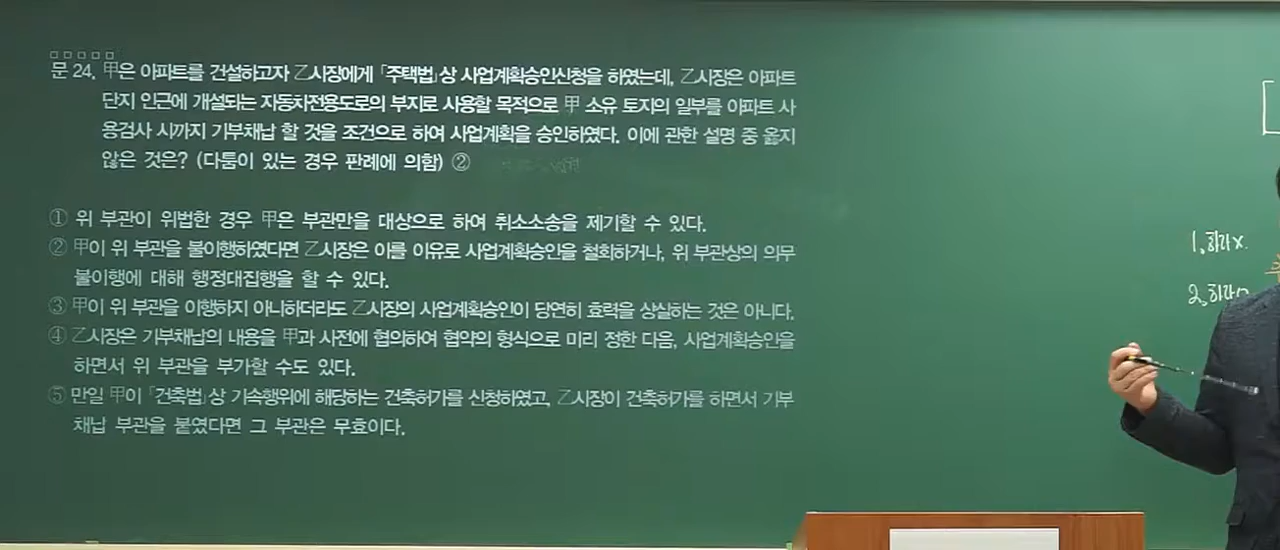 □□□□□
문 24. 甲은 아파트를 건설하고자 乙시장에게 「주택법」상 사업계획승인신청을 하였는데, 乙시장은 아파트
단지 인근에 개설되는 자동차전용도로의 부지로 사용할 목적으로 甲 소유 토지의 일부를 아파트 사
용검사 시까지 기부채납 할 것을 조건으로 하여 사업계획을 승인하였다. 이에 관한 설명 중 옳지
않은 것은? (다툼이 있는 경우 판례에 의함) ②
① 위 부관이 위법한 경우 甲은 부관만을 대상으로 하여 취소소송을 제기할 수 있다.
② 甲이 위 부관을 불이행하였다면 乙시장은 이를 이유로 사업계획승인을 철회하거나, 위 부관상의 의무
불이행에 대해 행정대집행을 할 수 있다.
③ 甲이 위 부관을 이행하지 아니하더라도 乙시장의 사업계획승인이 당연히 효력을 상실하는 것은 아니다.
④ 乙시장은 기부채납의 내용을 甲과 사전에 협의하여 협약의 형식으로 미리 정한 다음, 사업계획승인을
하면서 위 부관을 부가할 수도 있다.
⑤ 만일 甲이 「건축법」상 기속행위에 해당하는 건축허가를 신청하였고, 乙시장이 건축허가를 하면서 기부
채납 부관을 붙였다면 그 부관은 무효이다.
1. 하라x
2. 하라